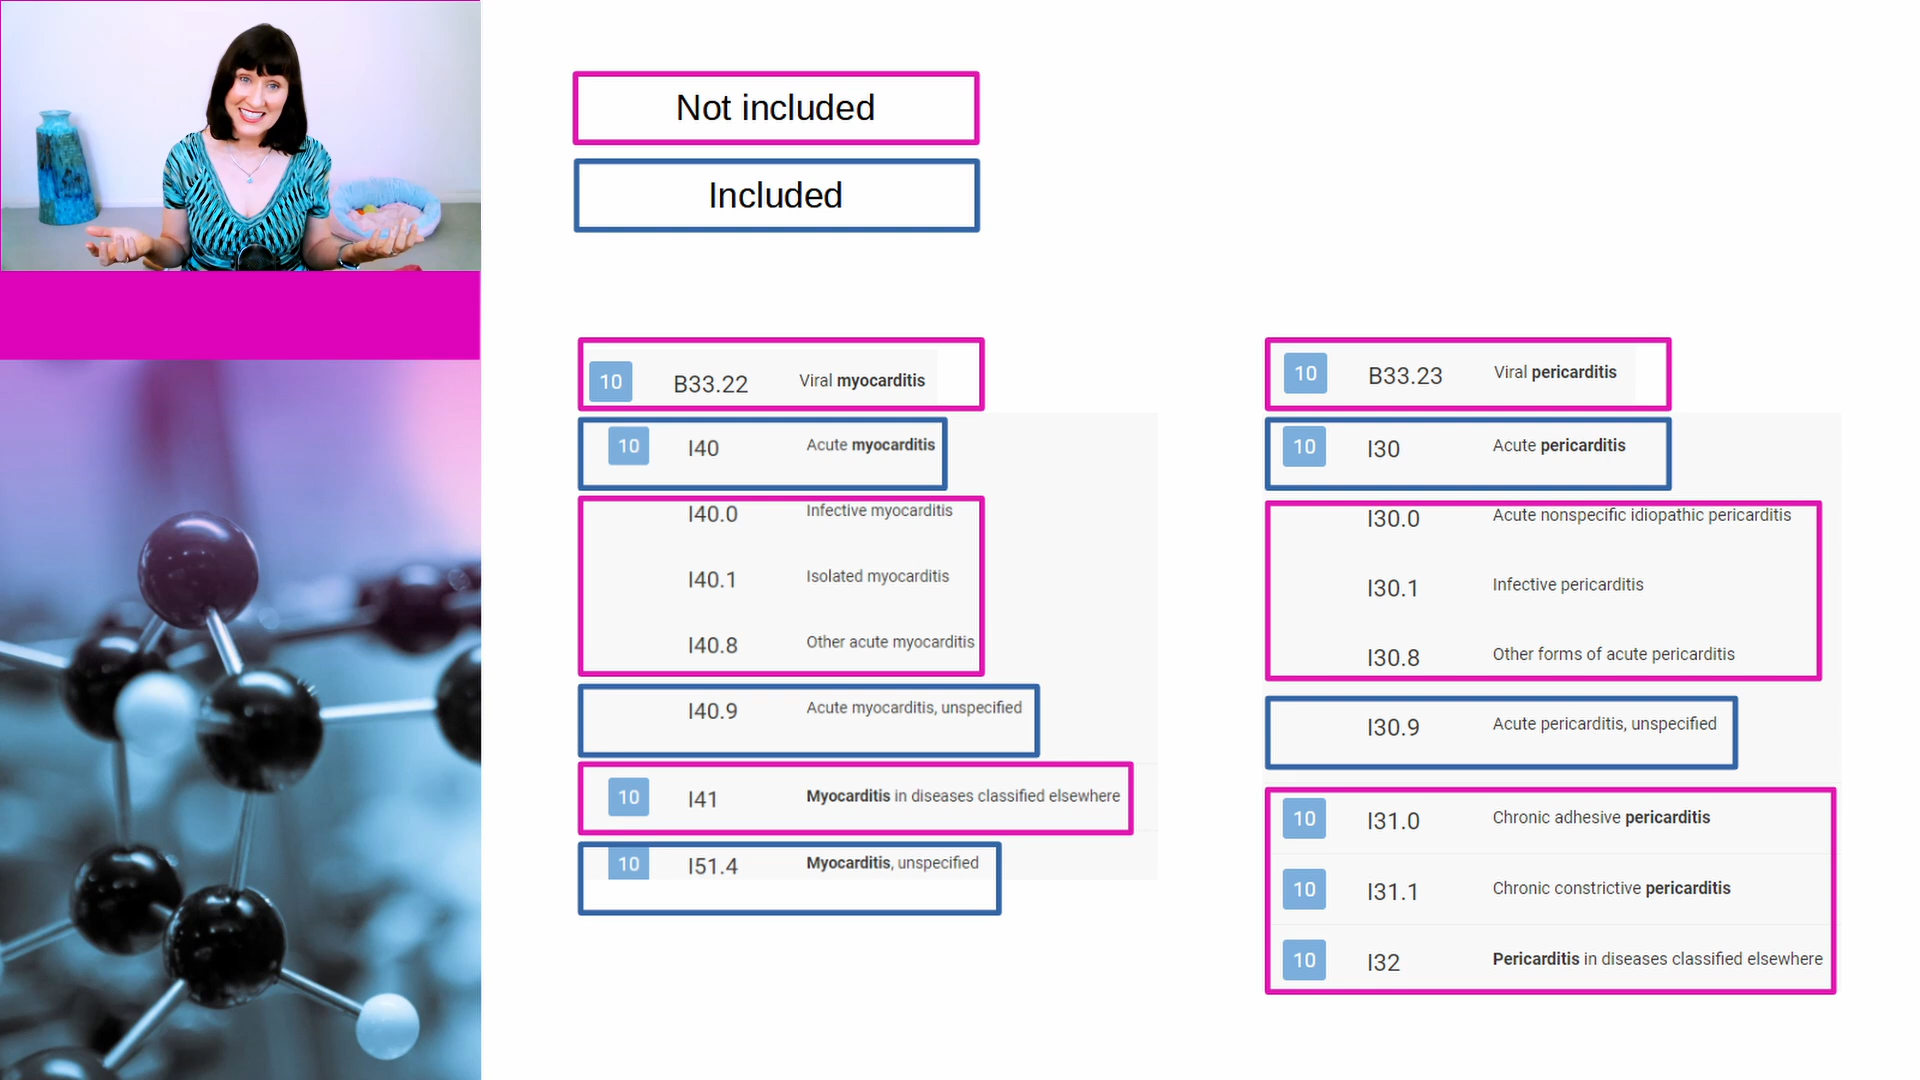 Not included
Included
10 B33.22 Viral myocarditis
10 I40 Acute myocarditis
I40.0 Infective myocarditis
I40.1 Isolated myocarditis
I40.8 Other acute myocarditis
I40.9 Acute myocarditis, unspecified
10 I41 Myocarditis in diseases classified elsewhere
10 I51.4 Myocarditis, unspecified
10 B33.23 Viral pericarditis
10 I30 Acute pericarditis
I30.0 Acute nonspecific idiopathic pericarditis
I30.1 Infective pericarditis
I30.8 Other forms of acute pericarditis
I30.9 Acute pericarditis, unspecified
10 I31.0 Chronic adhesive pericarditis
10 I31.1 Chronic constrictive pericarditis
10 I32 Pericarditis in diseases classified elsewhere